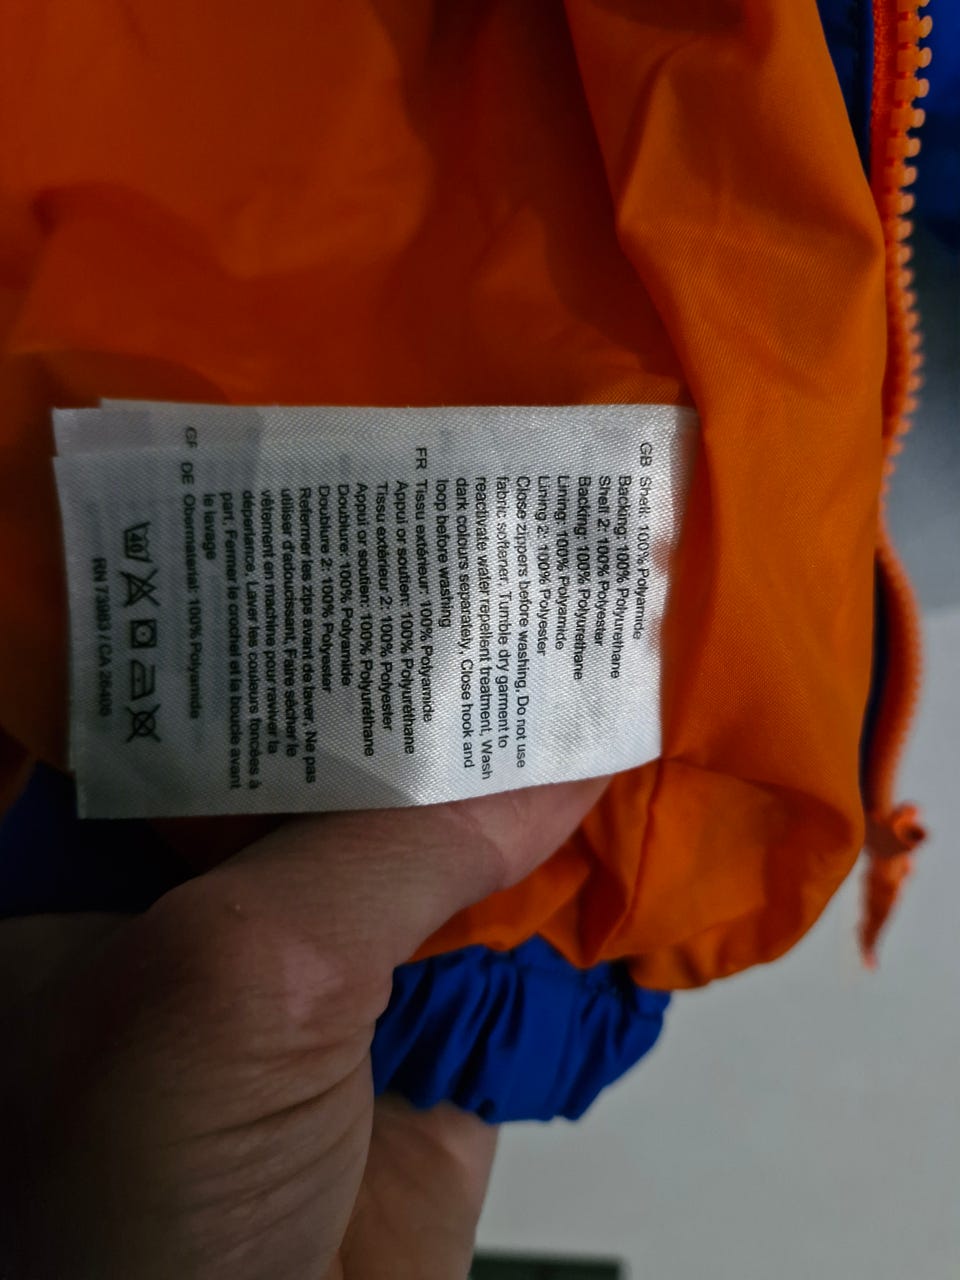 GB Shell: 100% Polyamide
Backing: 100% Polyurethane
Shell 2: 100% Polyester
Backing: 100% Polyurethane
Lining: 100% Polyamide
Lining 2: 100% Polyester
Close zippers before washing, Do not use
fabric softener, Tumble dry garment to
reactivate water repellent treatment, Wash
dark colours separately, Close hook and
loop before washing
FR Tissu extérieur: 100% Polyamide
Appui or soutien: 100% Polyuréthane
Tissu extérieur 2: 100% Polyester
Appui or soutien: 100% Polyuréthane
Doublure: 100% Polyamide
Doublure 2: 100% Polyester
Refermer les zips avant de laver, Ne pas
utiliser d'adoucissant, Faire sécher le
vêtement en machine pour raviver la
déperlance, Laver les couleurs foncées à
part, Fermer le crochet et la boucle avant
le lavage
DE Obermaterial: 100% Polyamide
40
RN 73983 / CA 26406